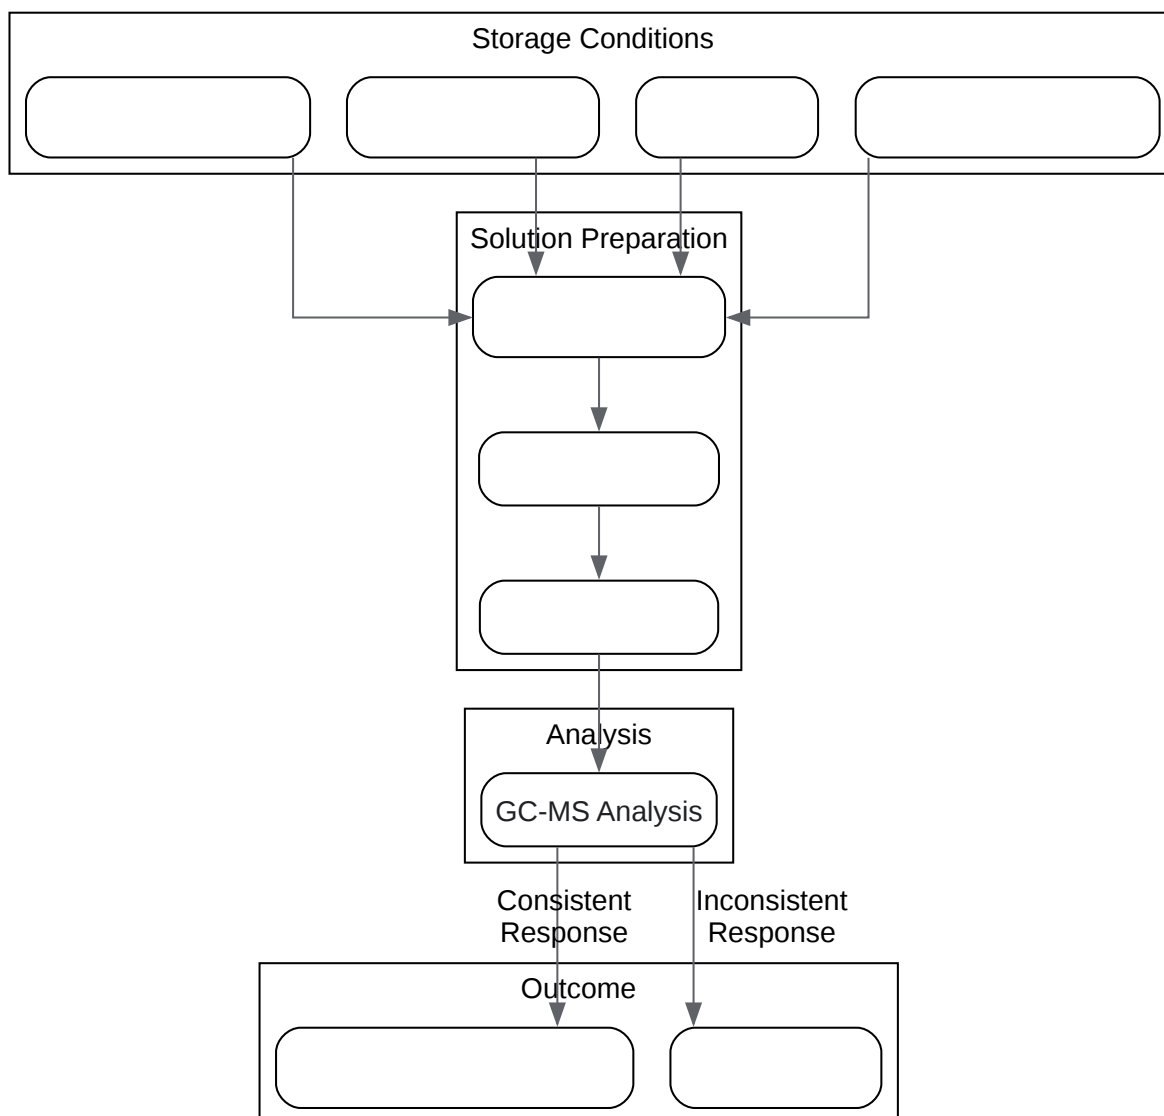 Storage Conditions
Solution Preparation
Analysis
GC-MS Analysis
Consistent
Response
Inconsistent
Response
Outcome